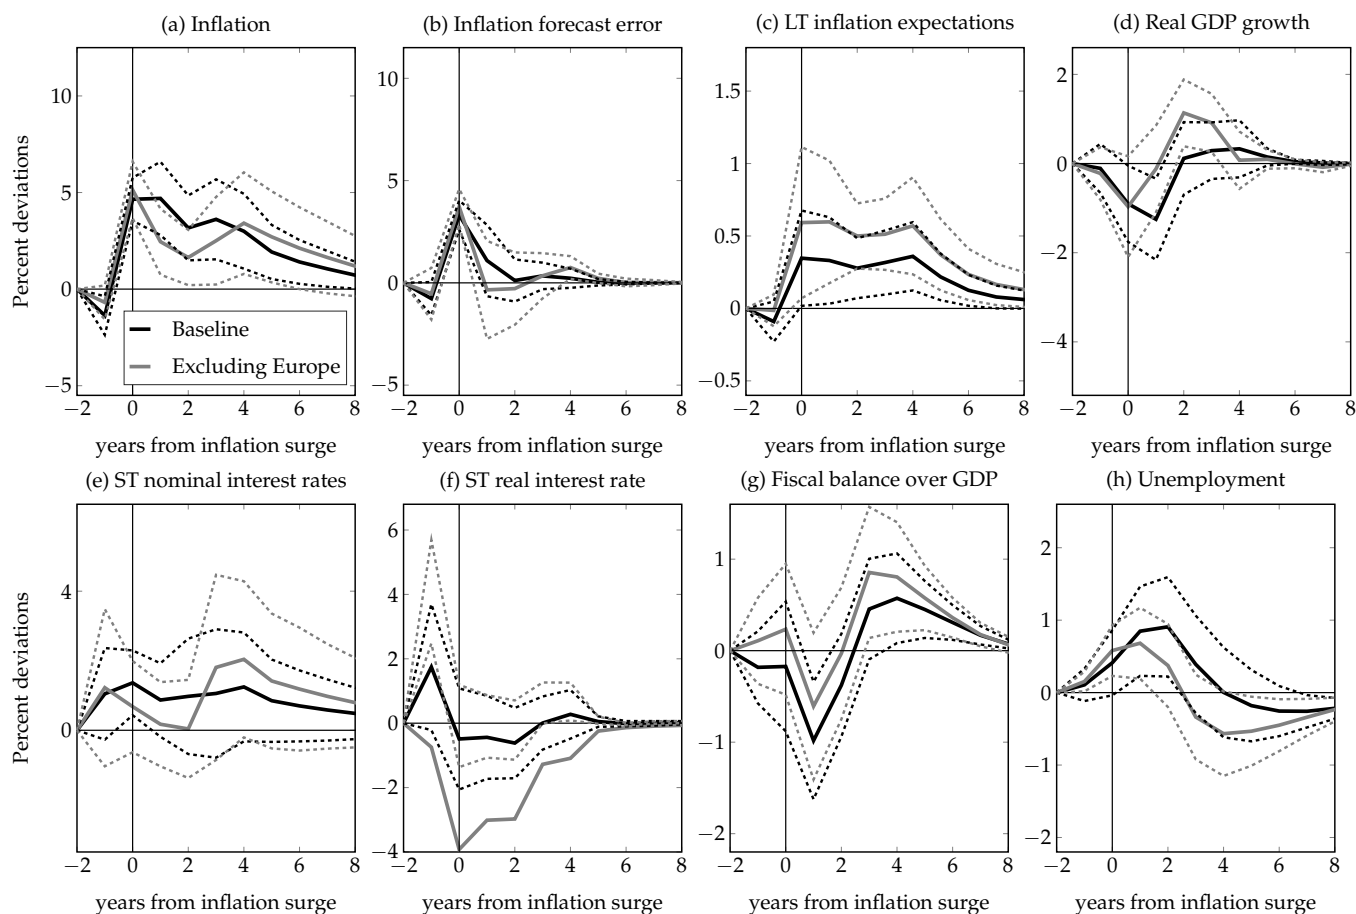 (a) Inflation
(b) Inflation forecast error
(c) LT inflation expectations
(d) Real GDP growth
Percent deviations
10
5
0
−5
−2 0 2 4 6 8
years from inflation surge
Baseline
Excluding Europe
10
5
0
−5
−2 0 2 4 6 8
years from inflation surge
1.5
1
0.5
0
−0.5
−2 0 2 4 6 8
years from inflation surge
2
0
−2
−4
−2 0 2 4 6 8
years from inflation surge
(e) ST nominal interest rates
(f) ST real interest rate
(g) Fiscal balance over GDP
(h) Unemployment
Percent deviations
4
0
−2 0 2 4 6 8
years from inflation surge
6
4
2
0
−2
−4
−2 0 2 4 6 8
years from inflation surge
1
0
−1
−2
−2 0 2 4 6 8
years from inflation surge
2
1
0
−1
−2
−2 0 2 4 6 8
years from inflation surge